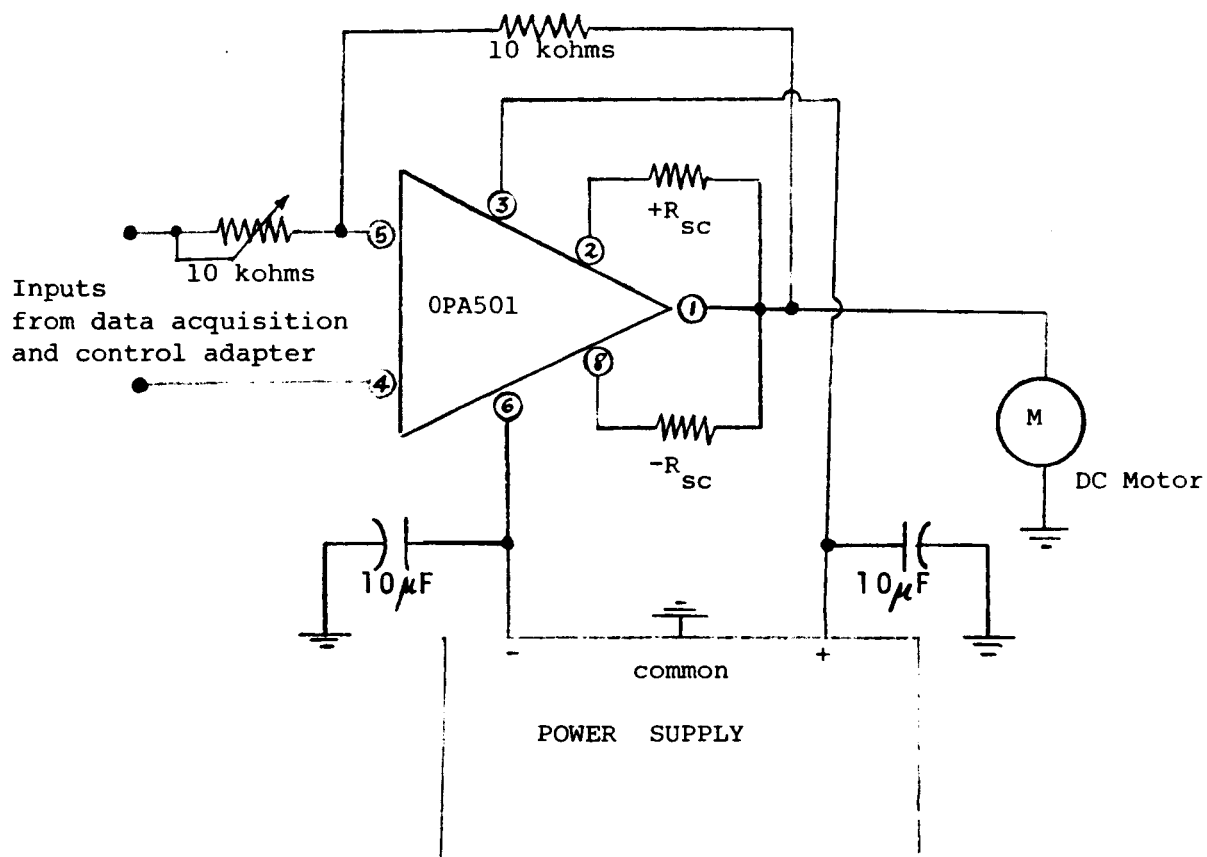 10 kohms
3
+R
sc
2
5
10 kohms
Inputs
from data acquisition
and control adapter
OPA501
1
4
8
6
-R
sc
M
DC Motor
10µF
10µF
-
+
common
POWER SUPPLY